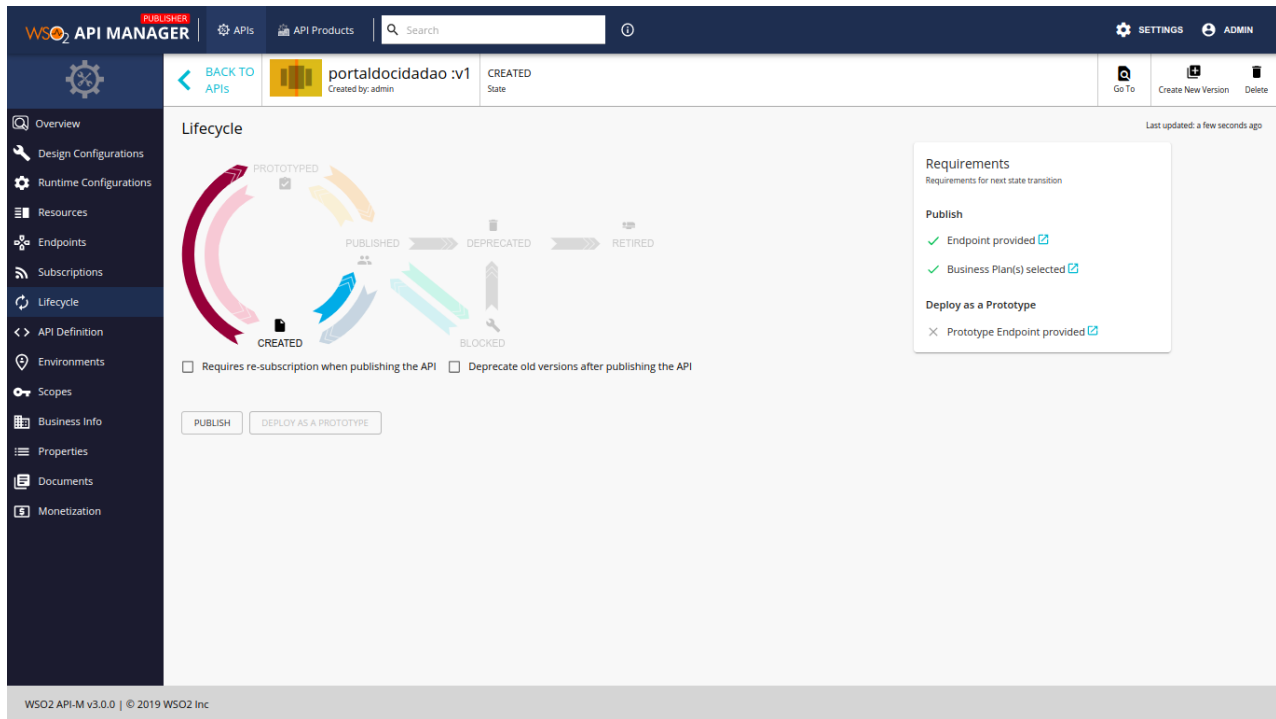 PUBLISHER
WSO2 API MANAGER
APIs
API Products
Search
SETTINGS
ADMIN
BACK TO
APIs
portaldocidadao :v1
Created by: admin
CREATED
State
Go To
Create New Version
Delete
Overview
Design Configurations
Runtime Configurations
Resources
Endpoints
Subscriptions
Lifecycle
API Definition
Environments
Scopes
Business Info
Properties
Documents
Monetization
Lifecycle
Last updated: a few seconds ago
PROTOTYPED
PUBLISHED
DEPRECATED
RETIRED
CREATED
BLOCKED
Requires re-subscription when publishing the API
Deprecate old versions after publishing the API
PUBLISH
DEPLOY AS A PROTOTYPE
Requirements
Requirements for next state transition
Publish
Endpoint provided
Business Plan(s) selected
Deploy as a Prototype
Prototype Endpoint provided
WSO2 API-M v3.0.0 | © 2019 WSO2 Inc